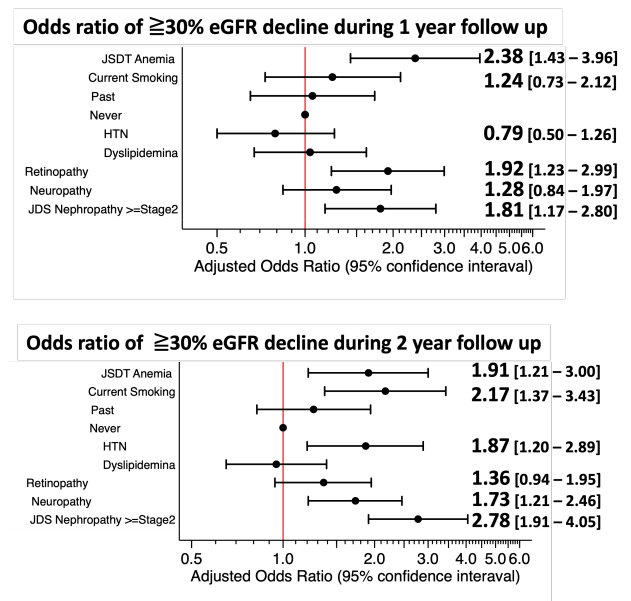 Odds ratio of ≧30% eGFR decline during 1 year follow up
JSDT Anemia 2.38 [1.43 – 3.96]
Current Smoking 1.24 [0.73 – 2.12]
Past
Never
HTN 0.79 [0.50 – 1.26]
Dyslipidemina
Retinopathy 1.92 [1.23 – 2.99]
Neuropathy 1.28 [0.84 – 1.97]
JDS Nephropathy >=Stage2 1.81 [1.17 – 2.80]
0.5 1.0 2.0 3.0 4.0 5.0 6.0
Adjusted Odds Ratio (95% confidence interaval)
Odds ratio of ≧30% eGFR decline during 2 year follow up
JSDT Anemia 1.91 [1.21 – 3.00]
Current Smoking 2.17 [1.37 – 3.43]
Past
Never
HTN 1.87 [1.20 – 2.89]
Dyslipidemina
Retinopathy 1.36 [0.94 – 1.95]
Neuropathy 1.73 [1.21 – 2.46]
JDS Nephropathy >=Stage2 2.78 [1.91 – 4.05]
0.5 1.0 2.0 3.0 4.0 5.0 6.0
Adjusted Odds Ratio (95% confidence interaval)